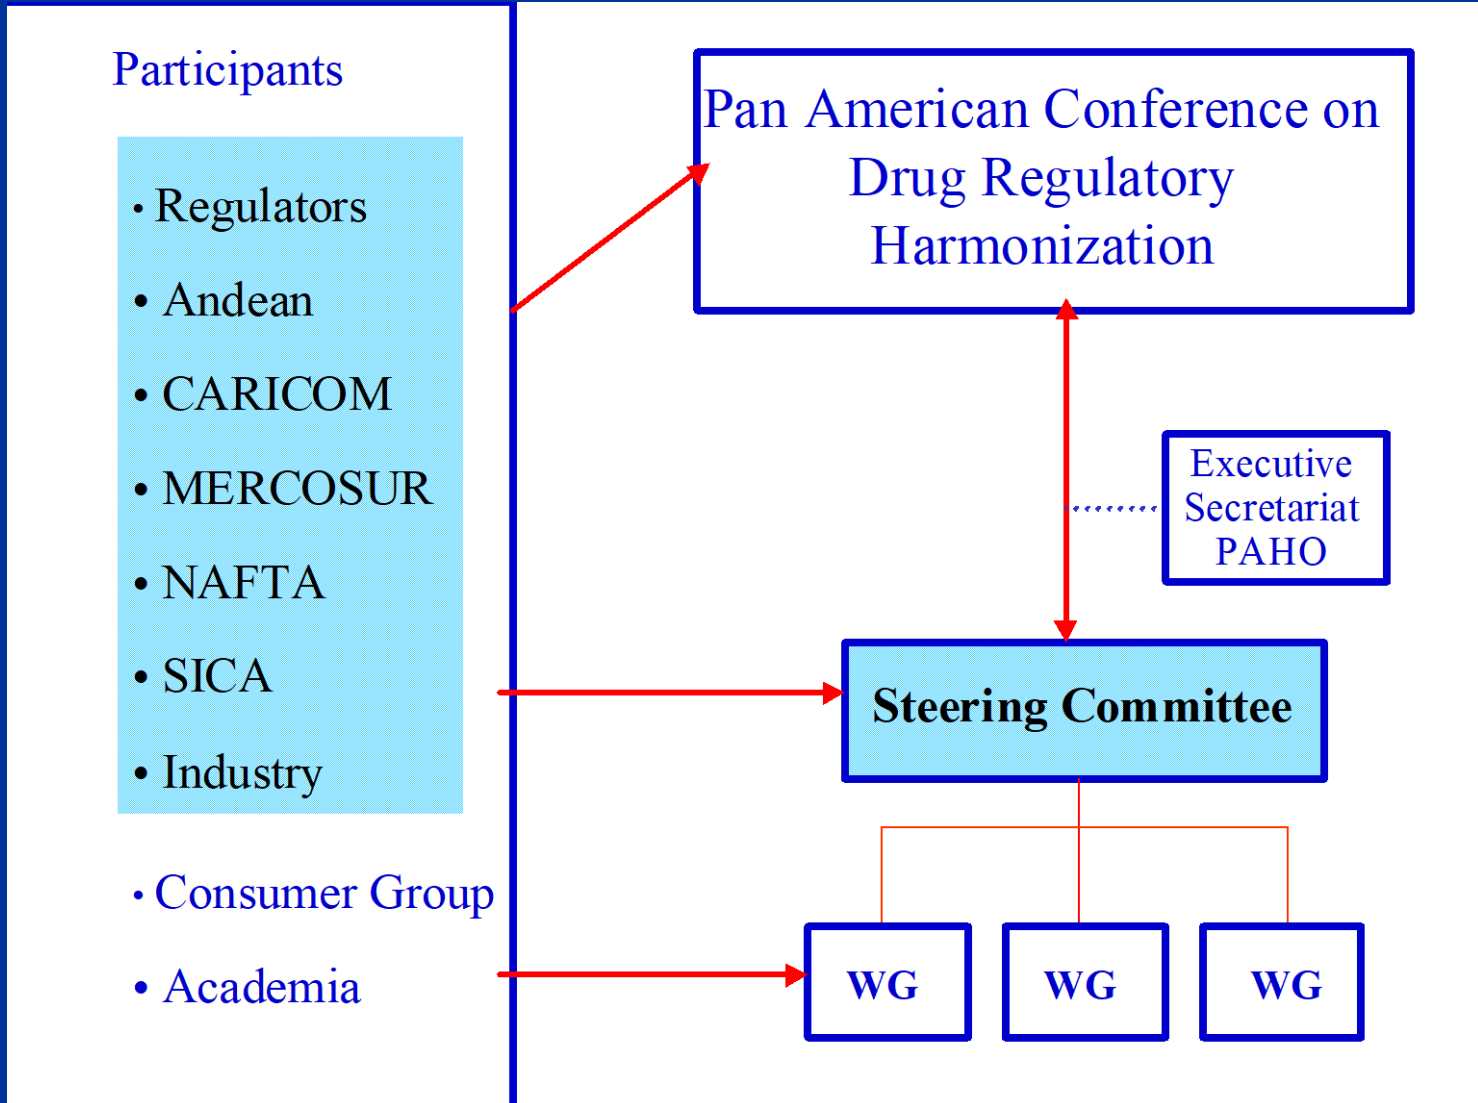 Participants
• Regulators
• Andean
• CARICOM
• MERCOSUR
• NAFTA
• SICA
• Industry
• Consumer Group
• Academia
Pan American Conference on
Drug Regulatory
Harmonization
Executive
Secretariat
PAHO
Steering Committee
WG
WG
WG